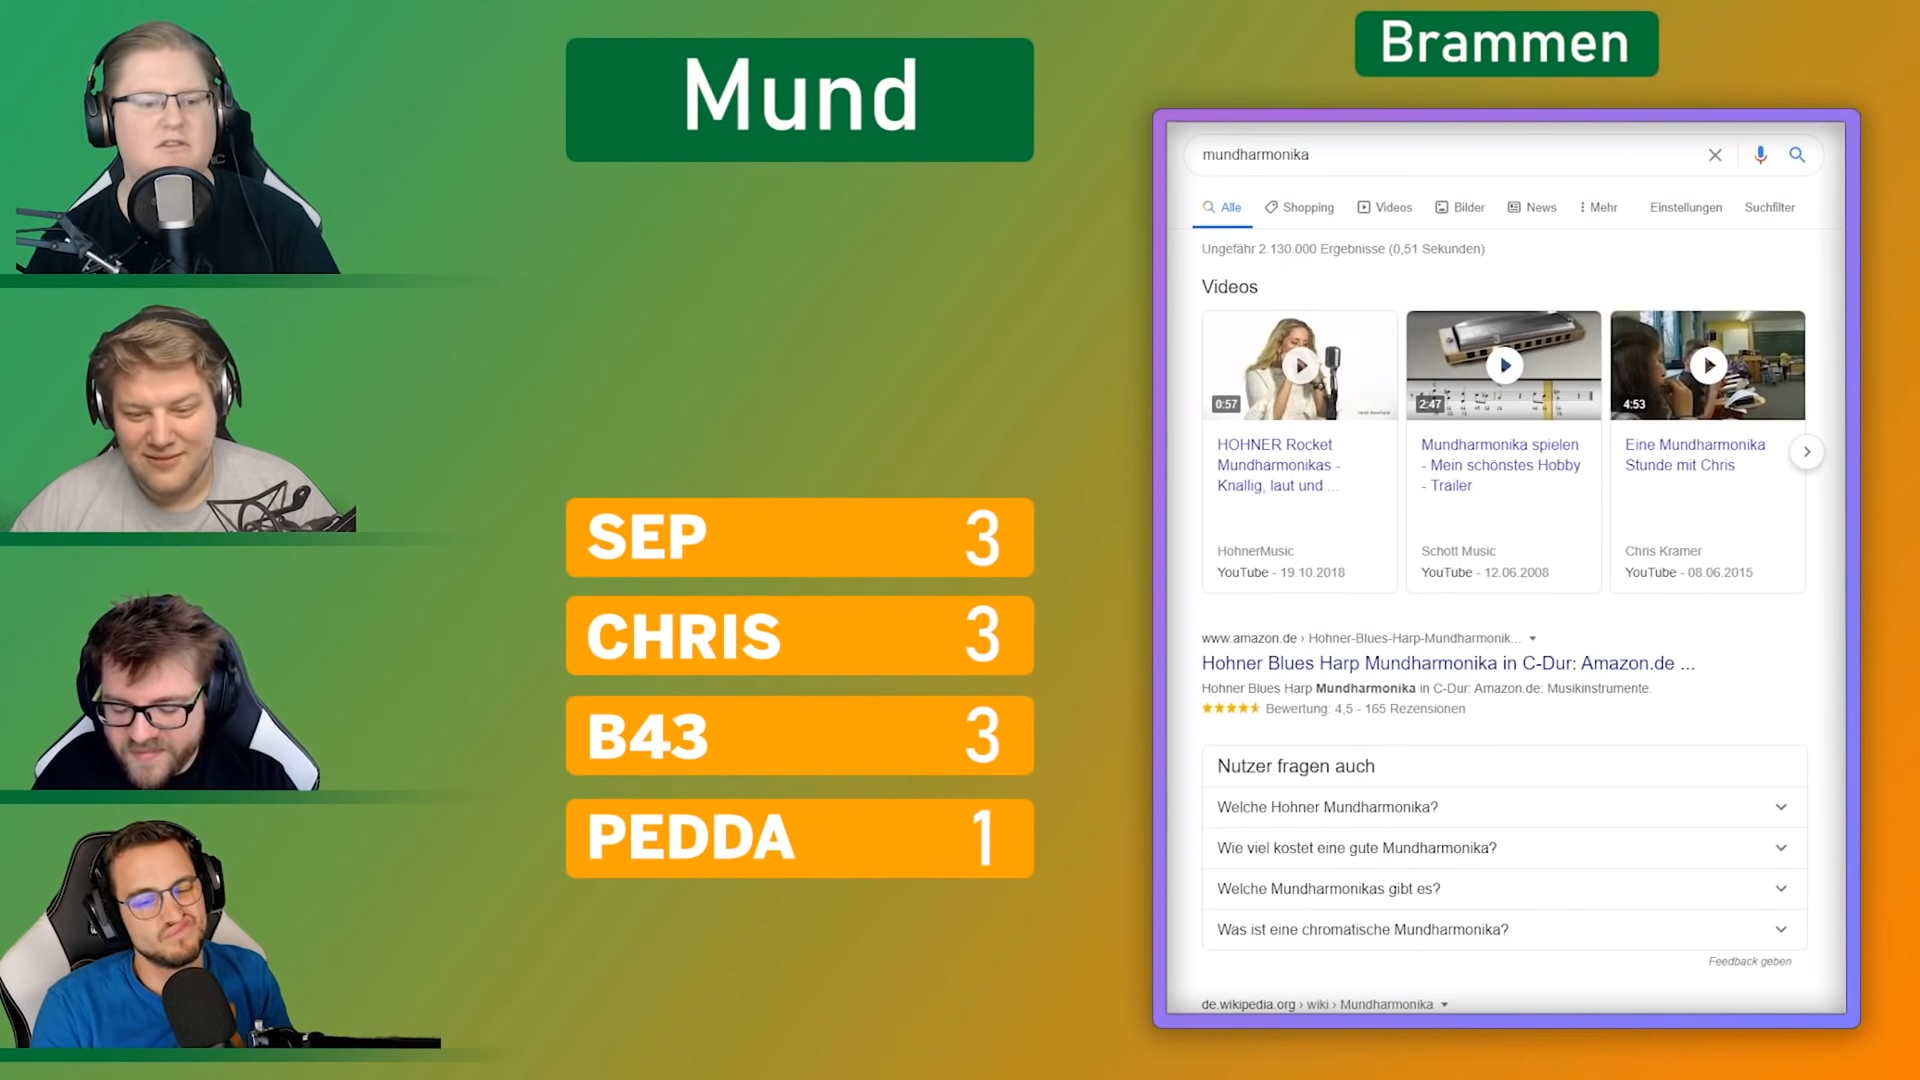 Mund
Brammen
SEP 3
CHRIS 3
B43 3
PEDDA 1
mundharmonika
Alle Shopping Videos Bilder News Mehr Einstellungen Suchfilter
Ungefähr 2.130.000 Ergebnisse (0,51 Sekunden)
Videos
0:57
2:47
4:53
HOHNER Rocket
Mundharmonikas -
Knallig, laut und ...
HohnerMusic
YouTube - 19.10.2018
Mundharmonika spielen
- Mein schönstes Hobby
- Trailer
Schott Music
YouTube - 12.06.2008
Eine Mundharmonika
Stunde mit Chris
Chris Kramer
YouTube - 08.06.2015
www.amazon.de › Hohner-Blues-Harp-Mundharmonik...
Hohner Blues Harp Mundharmonika in C-Dur: Amazon.de ...
Hohner Blues Harp Mundharmonika in C-Dur: Amazon.de: Musikinstrumente.
Bewertung: 4,5 - 165 Rezensionen
Nutzer fragen auch
Welche Hohner Mundharmonika?
Wie viel kostet eine gute Mundharmonika?
Welche Mundharmonikas gibt es?
Was ist eine chromatische Mundharmonika?
Feedback geben
de.wikipedia.org › wiki › Mundharmonika